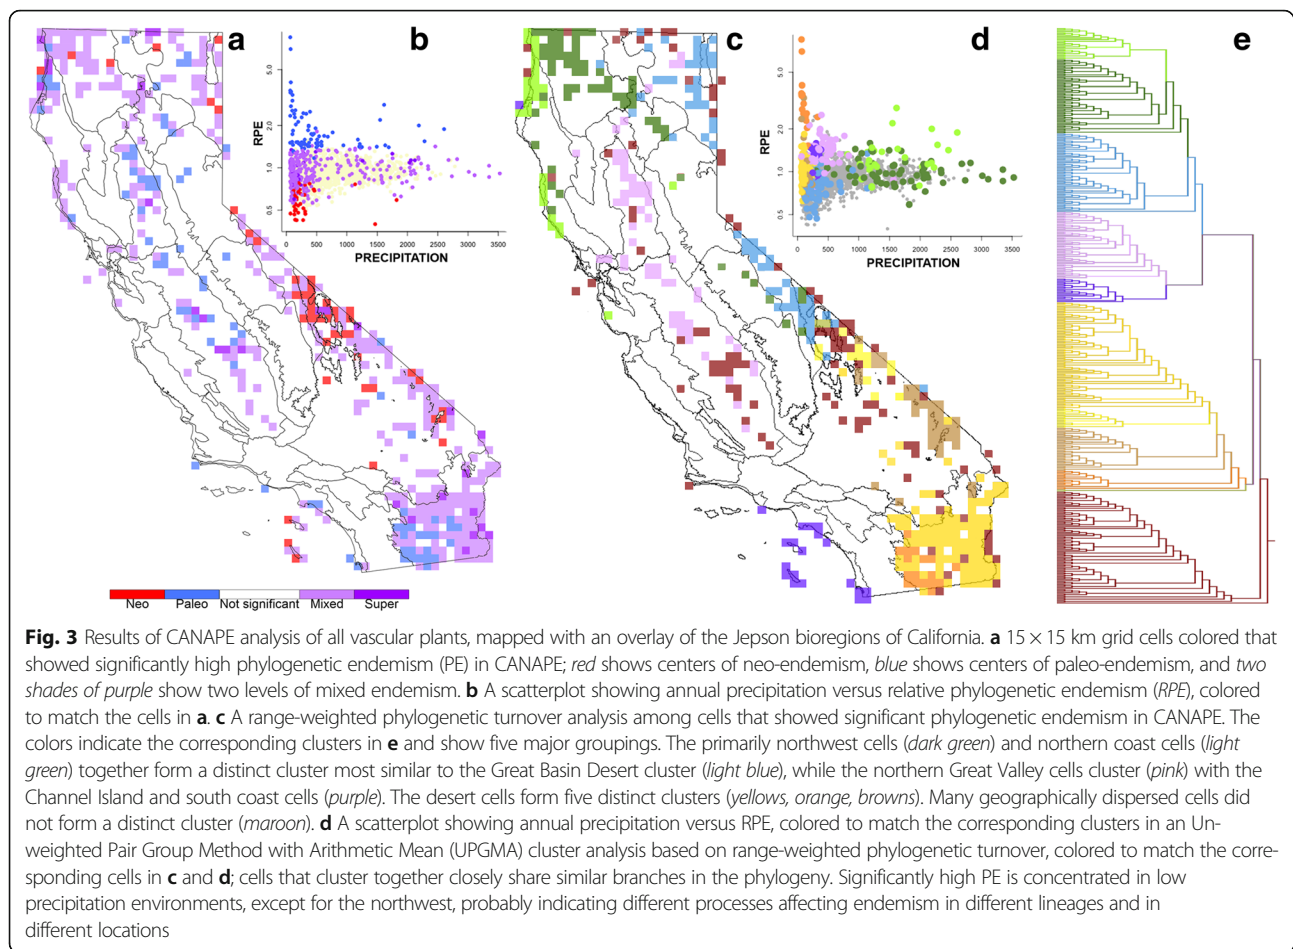 a
b
c
d
e
RPE
5.0
2.0
1.0
0.5
0
500
1500
2000
2500
3000
3500
PRECIPITATION
RPE
5.0
2.0
1.0
0.5
0
500
1000
1500
2000
2500
3000
3500
PRECIPITATION
Neo
Paleo
Not significant
Mixed
Super
Fig. 3 Results of CANAPE analysis of all vascular plants, mapped with an overlay of the Jepson bioregions of California. a 15 × 15 km grid cells colored that
showed significantly high phylogenetic endemism (PE) in CANAPE; red shows centers of neo-endemism, blue shows centers of paleo-endemism, and two
shades of purple show two levels of mixed endemism. b A scatterplot showing annual precipitation versus relative phylogenetic endemism (RPE), colored
to match the cells in a. c A range-weighted phylogenetic turnover analysis among cells that showed significant phylogenetic endemism in CANAPE. The
colors indicate the corresponding clusters in e and show five major groupings. The primarily northwest cells (dark green) and northern coast cells (light
green) together form a distinct cluster most similar to the Great Basin Desert cluster (light blue), while the northern Great Valley cells cluster (pink) with the
Channel Island and south coast cells (purple). The desert cells form five distinct clusters (yellows, orange, browns). Many geographically dispersed cells did
not form a distinct cluster (maroon). d A scatterplot showing annual precipitation versus RPE, colored to match the corresponding clusters in an Un-
weighted Pair Group Method with Arithmetic Mean (UPGMA) cluster analysis based on range-weighted phylogenetic turnover, colored to match the corre-
sponding cells in c and d; cells that cluster together closely share similar branches in the phylogeny. Significantly high PE is concentrated in low
precipitation environments, except for the northwest, probably indicating different processes affecting endemism in different lineages and in
different locations